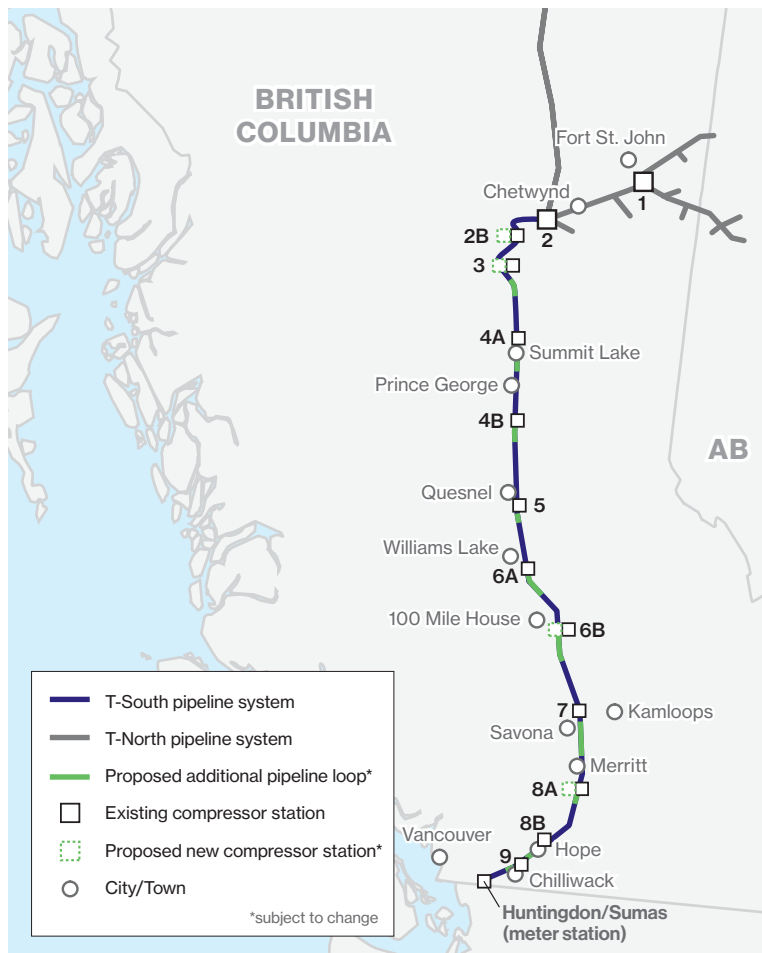 BRITISH
COLUMBIA
Fort St. John
Chetwynd
1
2
2B
3
4A
Summit Lake
Prince George
4B
AB
Quesnel
5
Williams Lake
6A
100 Mile House
6B
7
Kamloops
Savona
Merritt
8A
8B
Vancouver
Hope
9
Chilliwack
Huntingdon/Sumas
(meter station)
T-South pipeline system
T-North pipeline system
Proposed additional pipeline loop*
Existing compressor station
Proposed new compressor station*
City/Town
*subject to change